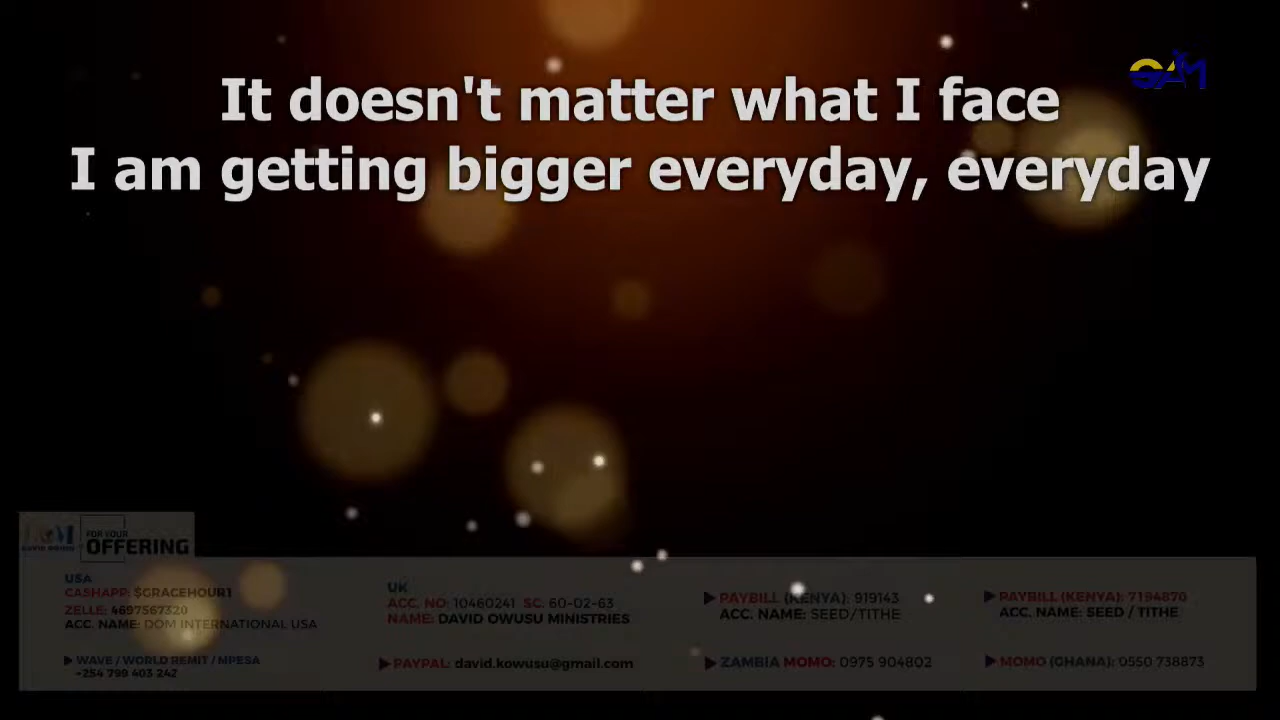 It doesn't matter what I face
I am getting bigger everyday, everyday
FOR YOUR
OFFERING
USA
CASHAPP: $GRACEHOUR1
ZELLE: 4697567320
ACC. NAME: DOM INTERNATIONAL USA
WAVE / WORLD REMIT / MPESA
+254 799 403 242
UK
ACC. NO: 10460241 SC. 60-02-63
NAME: DAVID OWUSU MINISTRIES
PAYPAL: david.kowusu@gmail.com
PAYBILL (KENYA): 919143
ACC. NAME: SEED/TITHE
ZAMBIA MOMO: 0975 904802
PAYBILL (KENYA): 7194870
ACC. NAME: SEED / TITHE
MOMO (GHANA): 0550 738873